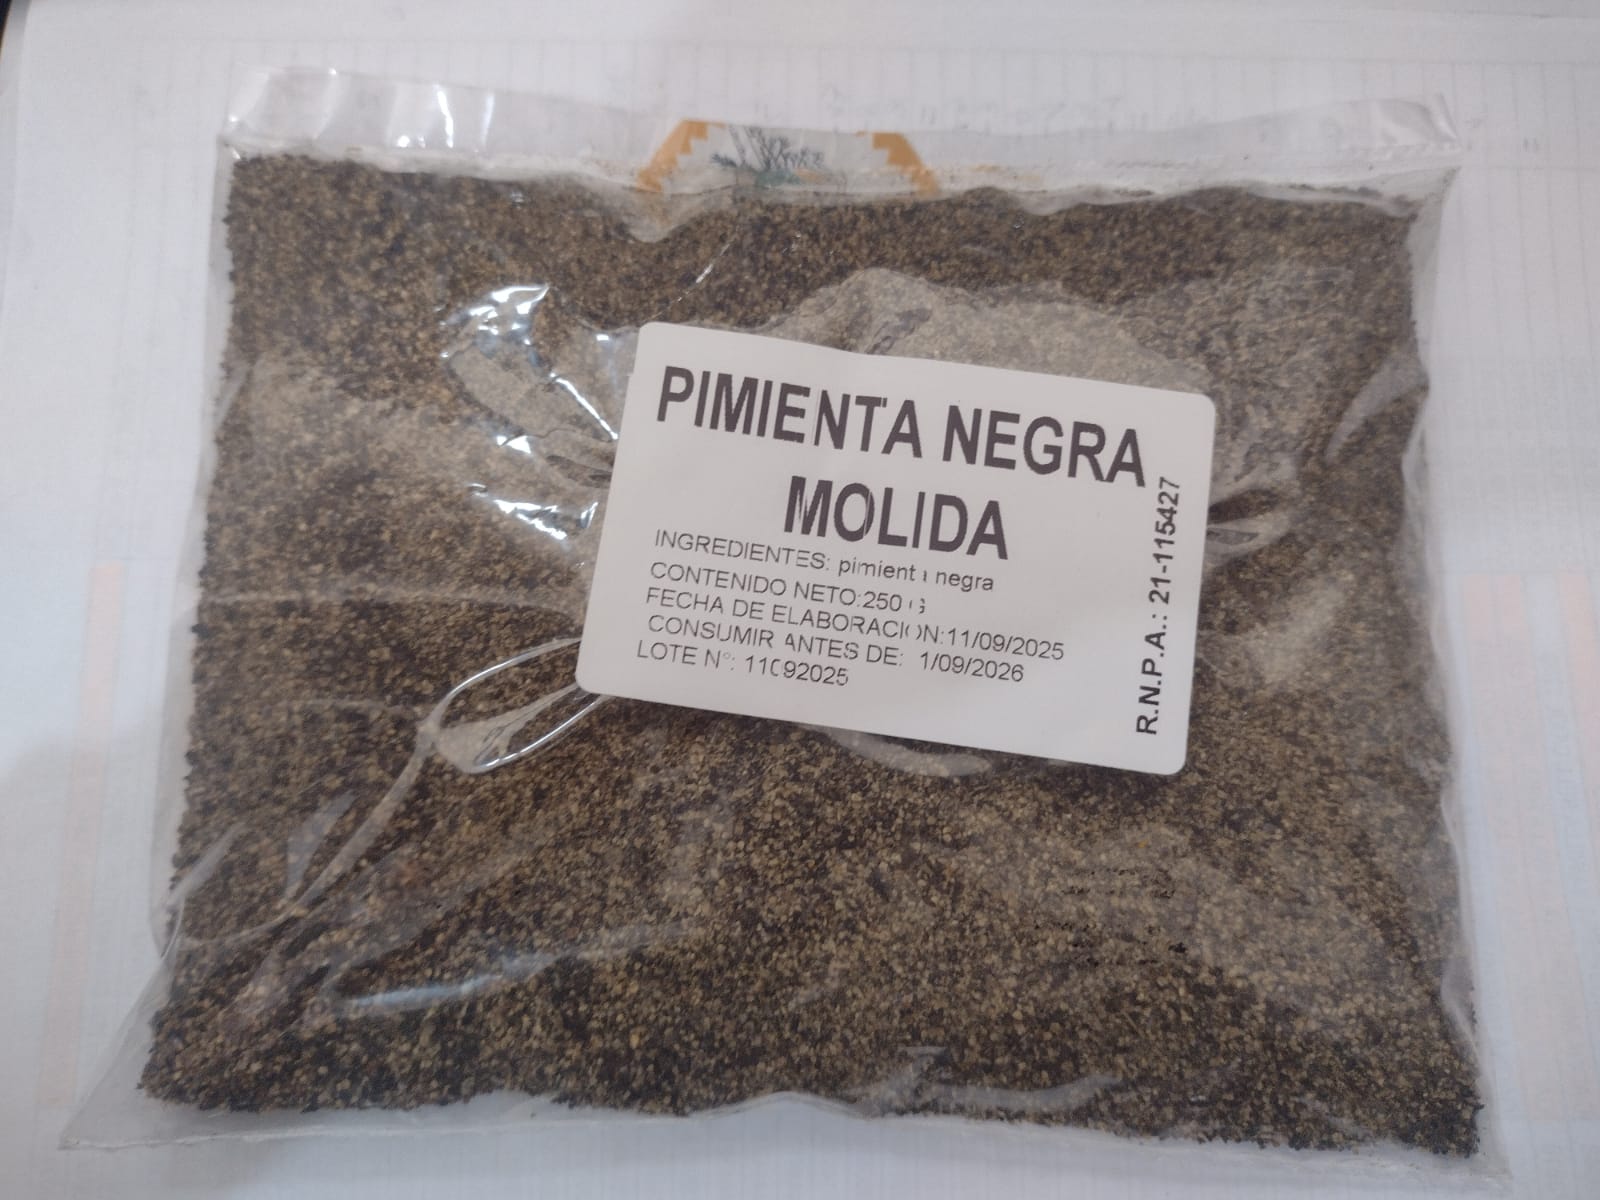 PIMIENTA NEGRA
MOLIDA
INGREDIENTES: pimienta negra
CONTENIDO NETO:250 G
FECHA DE ELABORACION:11/09/2025
CONSUMIR ANTES DE: 1/09/2026
LOTE N°: 11092025
R.N.P.A.: 21-115427